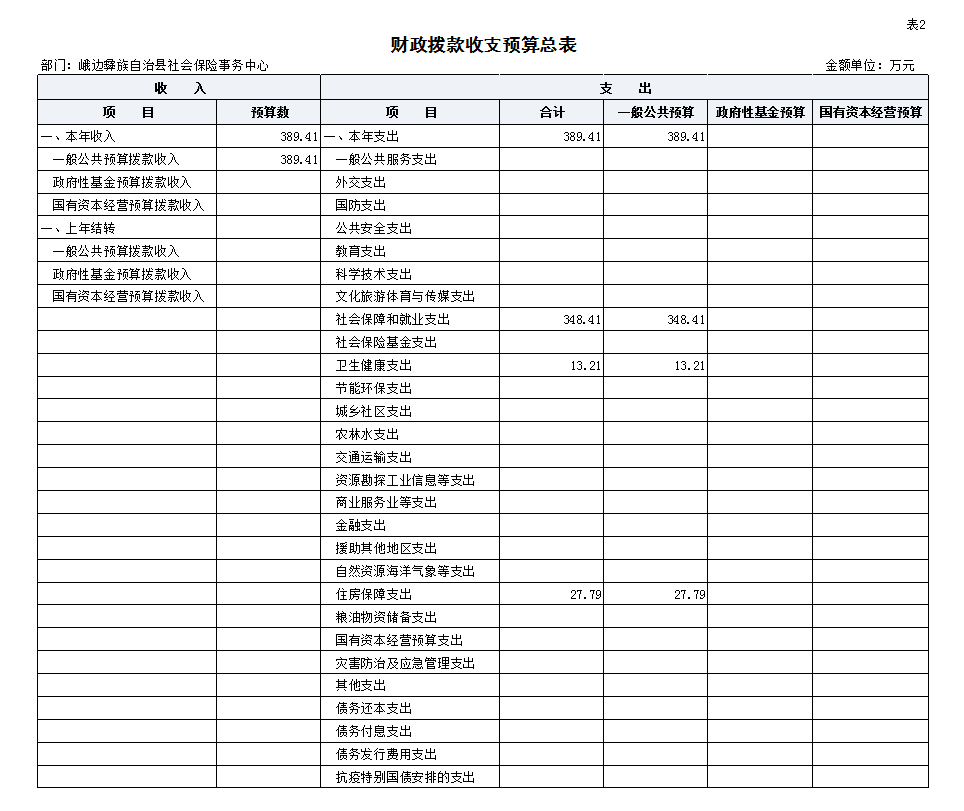 表2
财政拨款收支预算总表
部门：峨边彝族自治县社会保险事务中心 金额单位：万元
收 入 支 出
项 目 预算数 项 目 合计 一般公共预算 政府性基金预算 国有资本经营预算
一、本年收入 389.41 一、本年支出 389.41 389.41
一般公共预算拨款收入 389.41 一般公共服务支出
政府性基金预算拨款收入 外交支出
国有资本经营预算拨款收入 国防支出
一、上年结转 公共安全支出
一般公共预算拨款收入 教育支出
政府性基金预算拨款收入 科学技术支出
国有资本经营预算拨款收入 文化旅游体育与传媒支出
社会保障和就业支出 348.41 348.41
社会保险基金支出
卫生健康支出 13.21 13.21
节能环保支出
城乡社区支出
农林水支出
交通运输支出
资源勘探工业信息等支出
商业服务业等支出
金融支出
援助其他地区支出
自然资源海洋气象等支出
住房保障支出 27.79 27.79
粮油物资储备支出
国有资本经营预算支出
灾害防治及应急管理支出
其他支出
债务还本支出
债务付息支出
债务发行费用支出
抗疫特别国债安排的支出